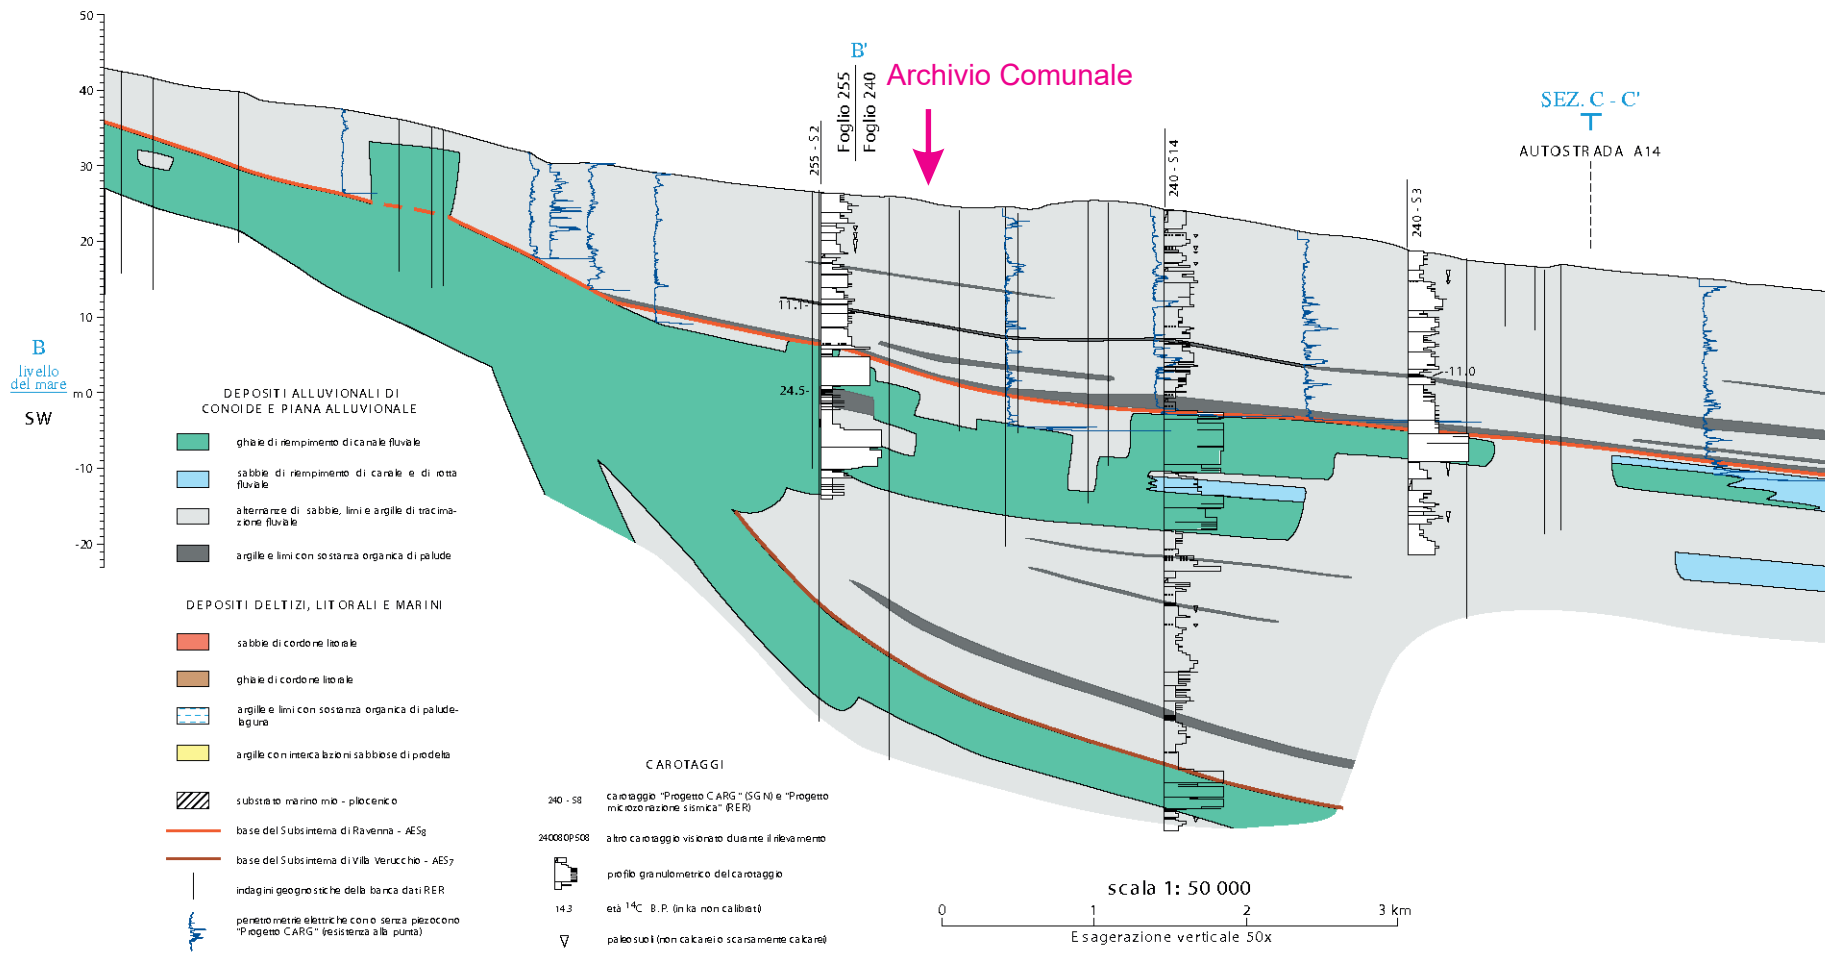 50
40
30
20
10
m 0
-10
-20
B
livello
del mare
SW
B'
Foglio 255
Foglio 240
Archivio Comunale
255 - S2
240 - S14
240 - S3
SEZ. C - C'
AUTOSTRADA A14
11.1-
24.5-
-11.0
DEPOSITI ALLUVIONALI DI
CONOIDE E PIANA ALLUVIONALE
ghiaie di riempimento di canale fluviale
sabbie di riempimento di canale e di rotta
fluviale
alternanze di sabbie, limi e argille di tracima-
zione fluviale
argille e limi con sostanza organica di palude
DEPOSITI DELTIZI, LITORALI E MARINI
sabbie di cordone litorale
ghiaie di cordone litorale
argille e limi con sostanza organica di palude-
laguna
argille con intercalazioni sabbiose di prodelta
substrato marino mio - pliocenico
base del Subsintema di Ravenna - AES8
base del Subsintema di Villa Verucchio - AES7
indagini geognostiche della banca dati RER
penetrometrie elettriche con o senza piezocono
"Progetto CARG" (resistenza alla punta)
CAROTAGGI
240 - S8
carotaggio "Progetto CARG" (SGN) e "Progetto
microzonazione sismica" (RER)
240080P508
altro carotaggio visionato durante il rilevamento
profilo granulometrico del carotaggio
14.3
età 14C B.P. (in ka non calibrati)
paleosuoli (non calcarei o scarsamente calcarei)
scala 1: 50 000
0
1
2
3 km
Esagerazione verticale 50x